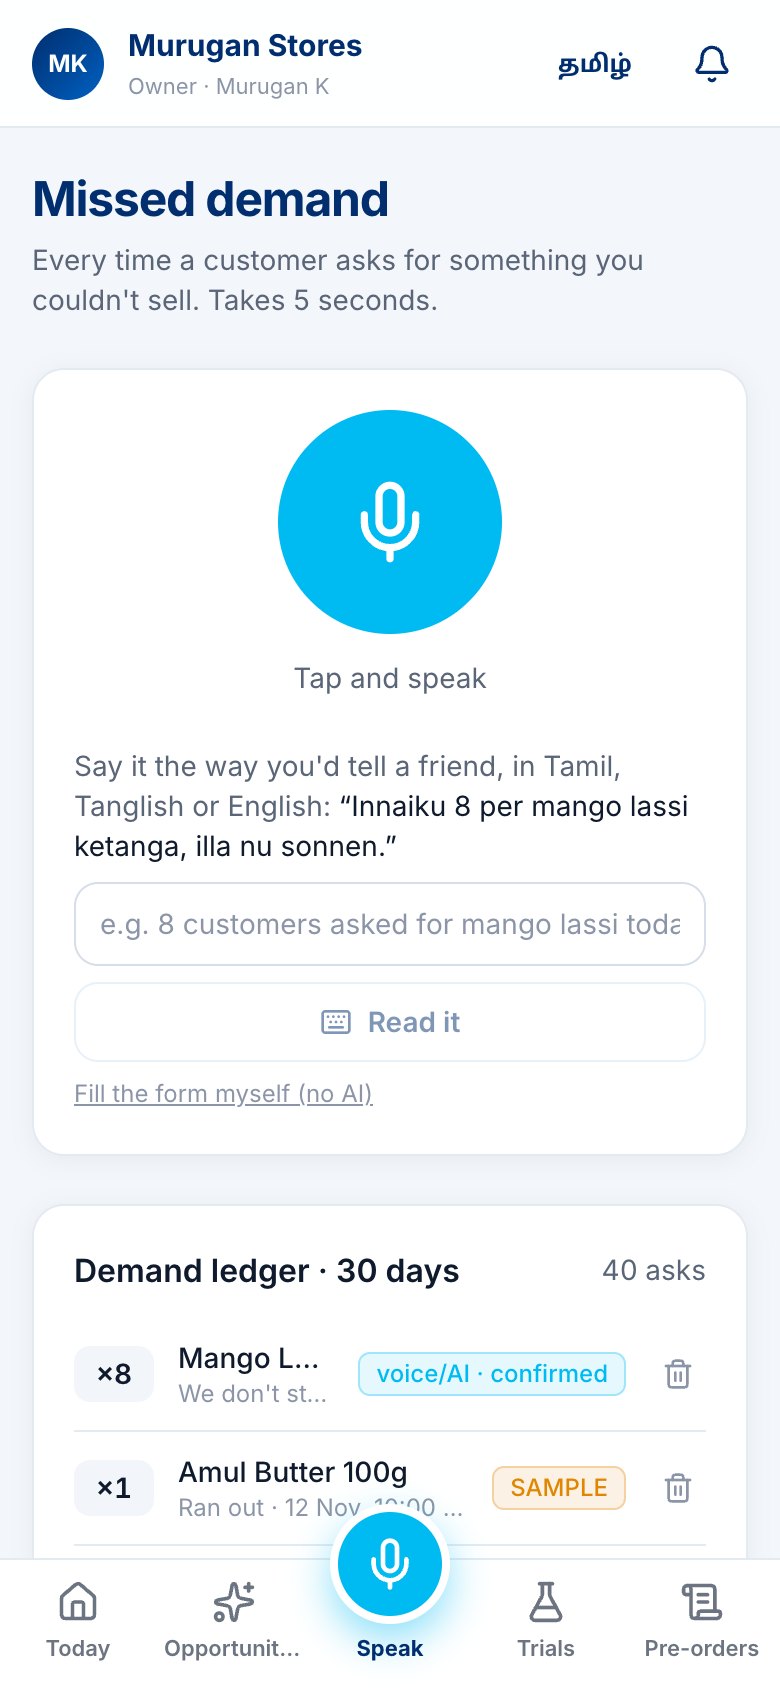 MK
Murugan Stores
Owner · Murugan K
தமிழ்
Missed demand
Every time a customer asks for something you
couldn't sell. Takes 5 seconds.
Tap and speak
Say it the way you'd tell a friend, in Tamil,
Tanglish or English: “Innaiku 8 per mango lassi
ketanga, illa nu sonnen.”
e.g. 8 customers asked for mango lassi toda
Read it
Fill the form myself (no AI)
Demand ledger · 30 days
40 asks
×8
Mango L...
voice/AI · confirmed
We don't st...
×1
Amul Butter 100g
SAMPLE
Ran out · 12 Nov, ...
Today
Opportunit...
Speak
Trials
Pre-orders